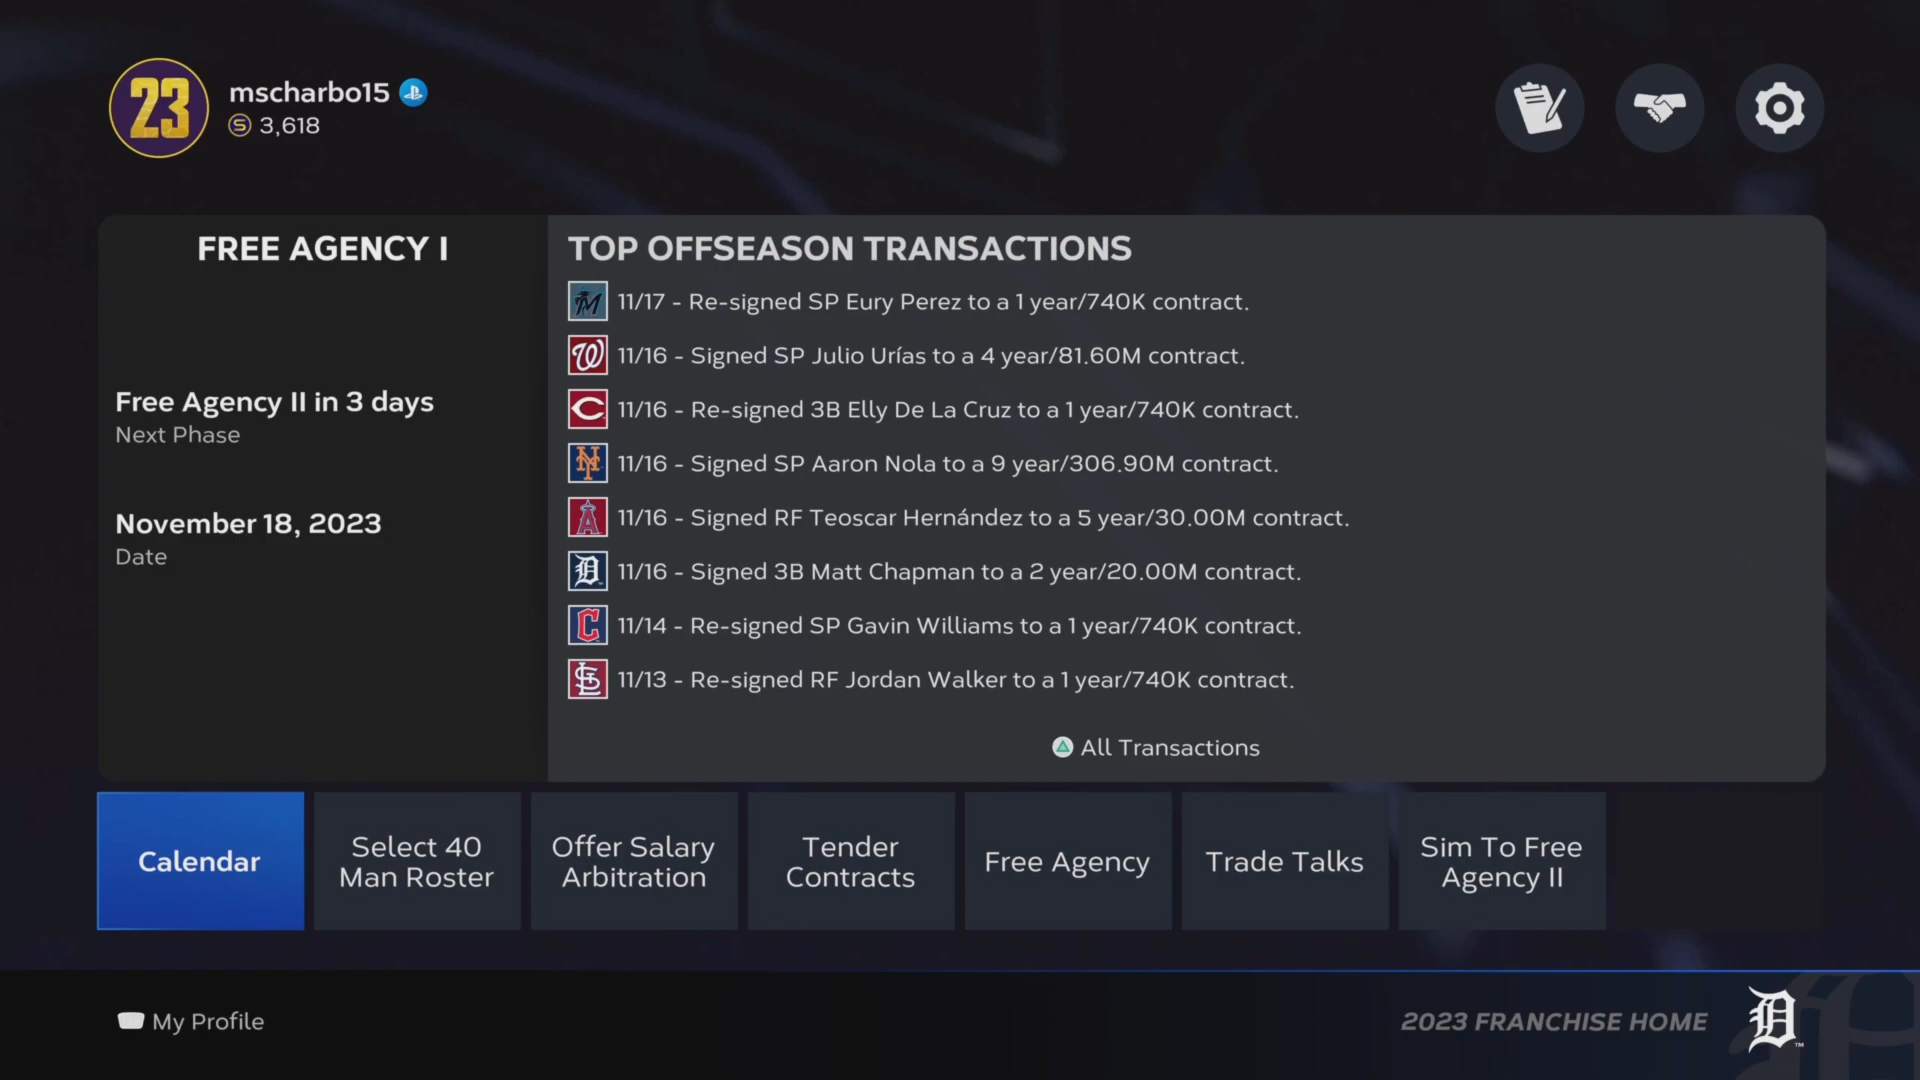 23
mscharbo15
3,618
FREE AGENCY I
Free Agency II in 3 days
Next Phase
November 18, 2023
Date
TOP OFFSEASON TRANSACTIONS
11/17 - Re-signed SP Eury Perez to a 1 year/740K contract.
11/16 - Signed SP Julio Urías to a 4 year/81.60M contract.
11/16 - Re-signed 3B Elly De La Cruz to a 1 year/740K contract.
11/16 - Signed SP Aaron Nola to a 9 year/306.90M contract.
11/16 - Signed RF Teoscar Hernández to a 5 year/30.00M contract.
11/16 - Signed 3B Matt Chapman to a 2 year/20.00M contract.
11/14 - Re-signed SP Gavin Williams to a 1 year/740K contract.
11/13 - Re-signed RF Jordan Walker to a 1 year/740K contract.
All Transactions
Calendar
Select 40
Man Roster
Offer Salary
Arbitration
Tender
Contracts
Free Agency
Trade Talks
Sim To Free
Agency II
My Profile
2023 FRANCHISE HOME